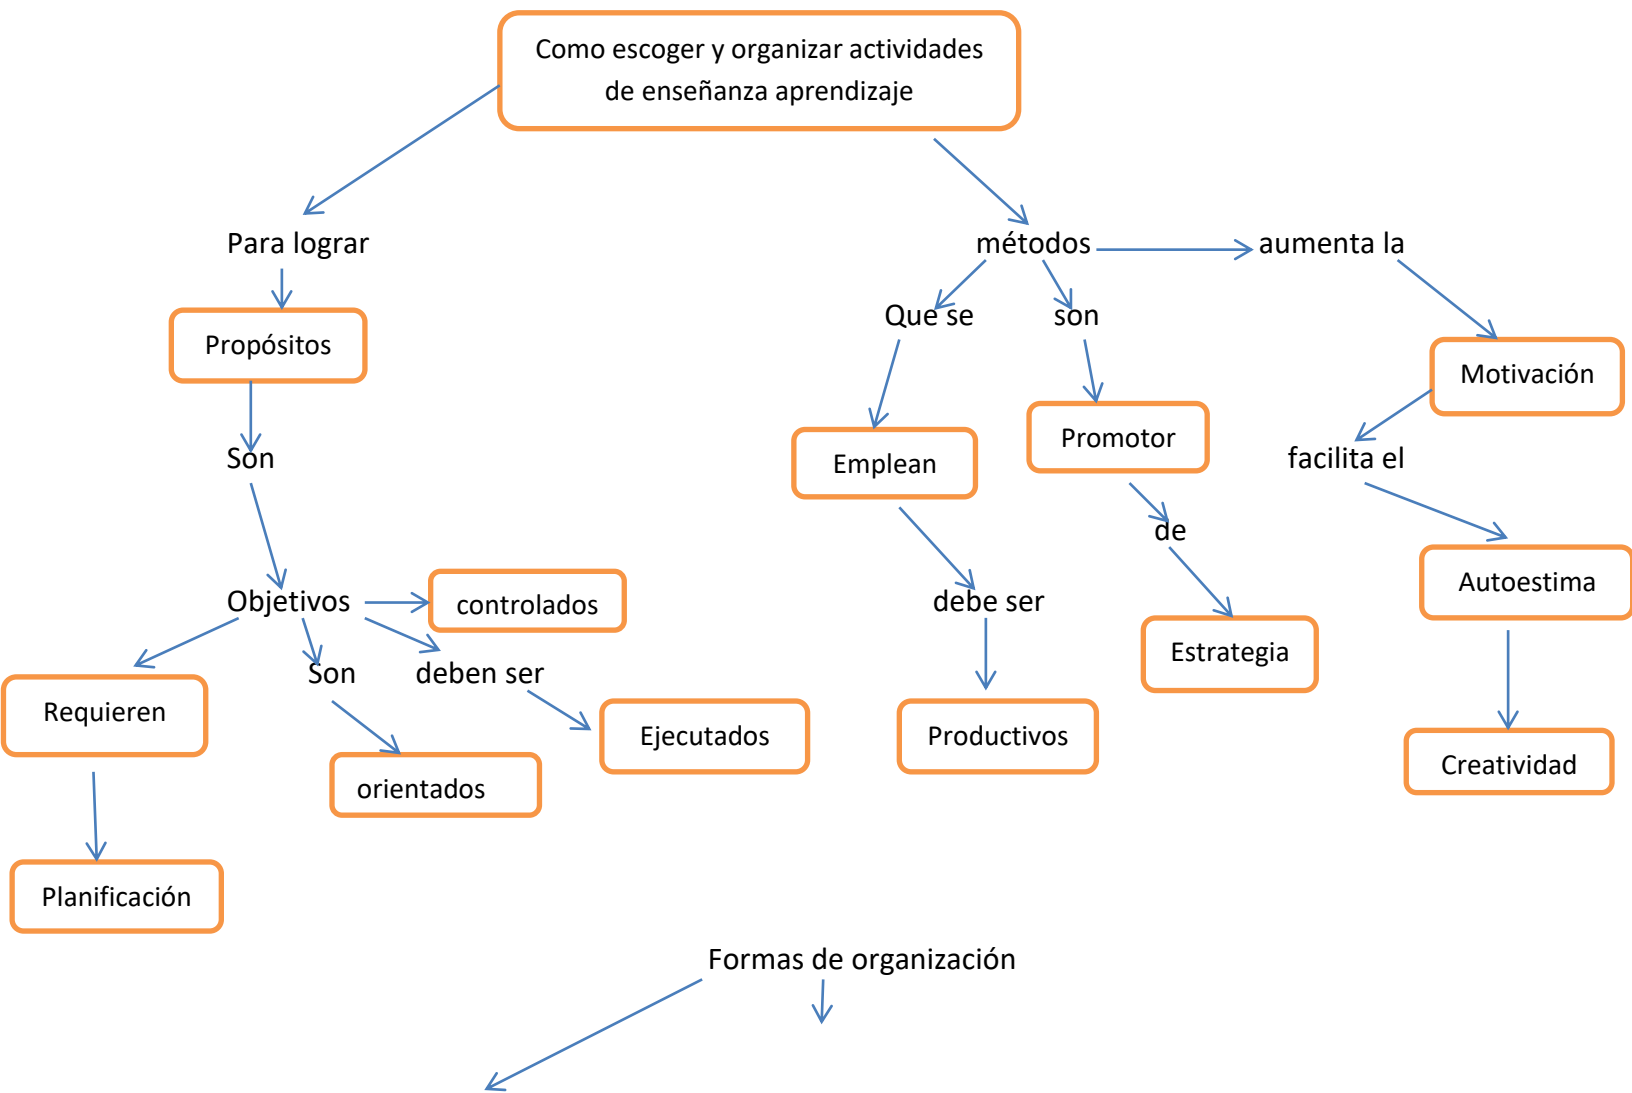 Como escoger y organizar actividades
de enseñanza aprendizaje
Para lograr
métodos
aumenta la
Que se
son
Propósitos
Motivación
Promotor
Son
Emplean
facilita el
de
Autoestima
Objetivos
controlados
debe ser
Estrategia
Son
deben ser
Requieren
Ejecutados
Productivos
Creatividad
orientados
Planificación
Formas de organización